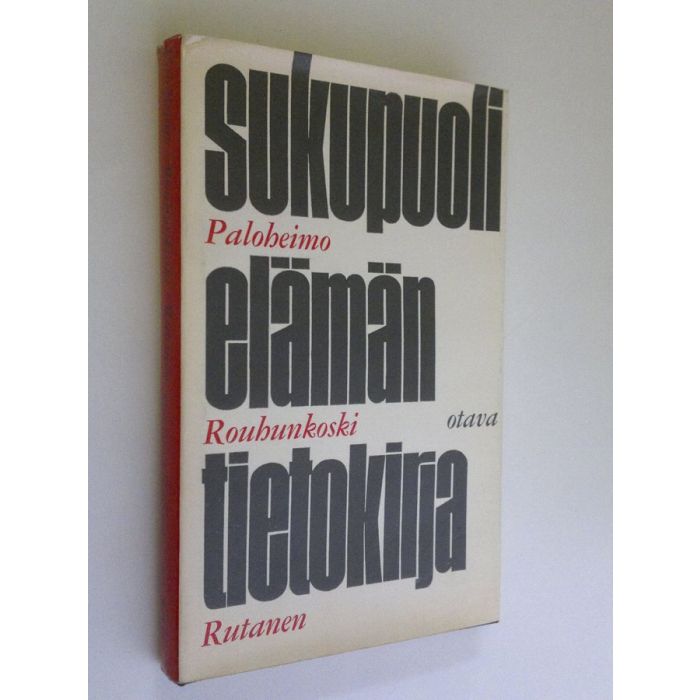 sukupuoli
Paloheimo
elämän
Rouhunkoski
otava
tietokirja
Rutanen